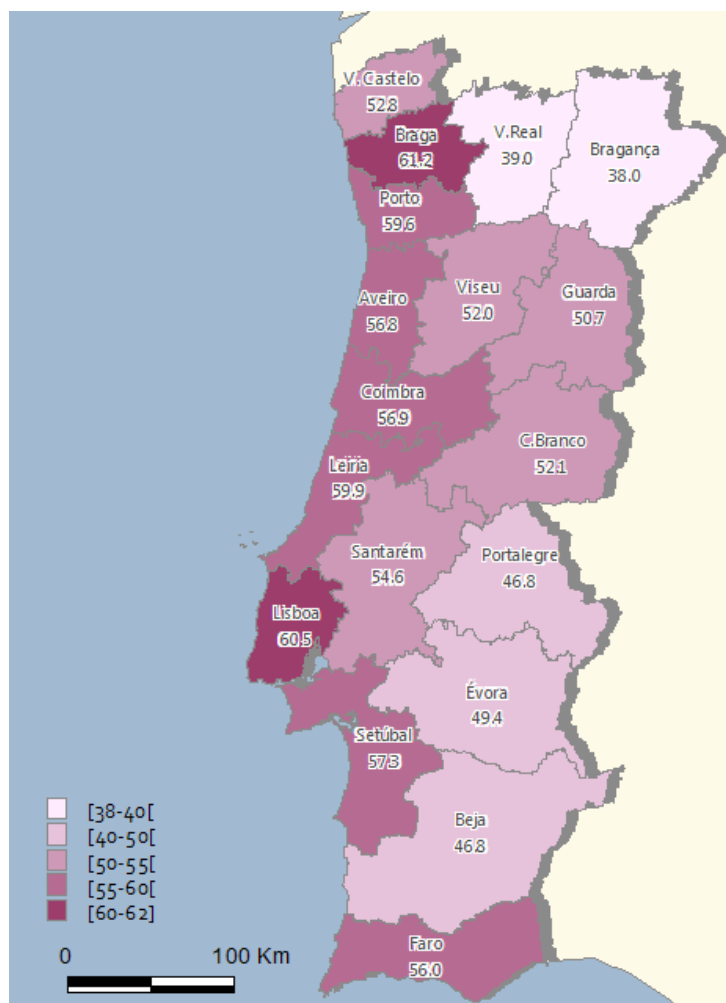 V. Castelo
52.8
Braga
61.2
V.Real
39.0
Bragança
38.0
Porto
59.6
Aveiro
56.8
Viseu
52.0
Guarda
50.7
Coimbra
56.9
C.Branco
52.1
Leiria
59.9
Santarém
54.6
Portalegre
46.8
Lisboa
60.5
Évora
49.4
Setúbal
57.3
Beja
46.8
Faro
56.0
[38-40[
[40-50[
[50-55[
[55-60[
[60-62]
0 100 Km